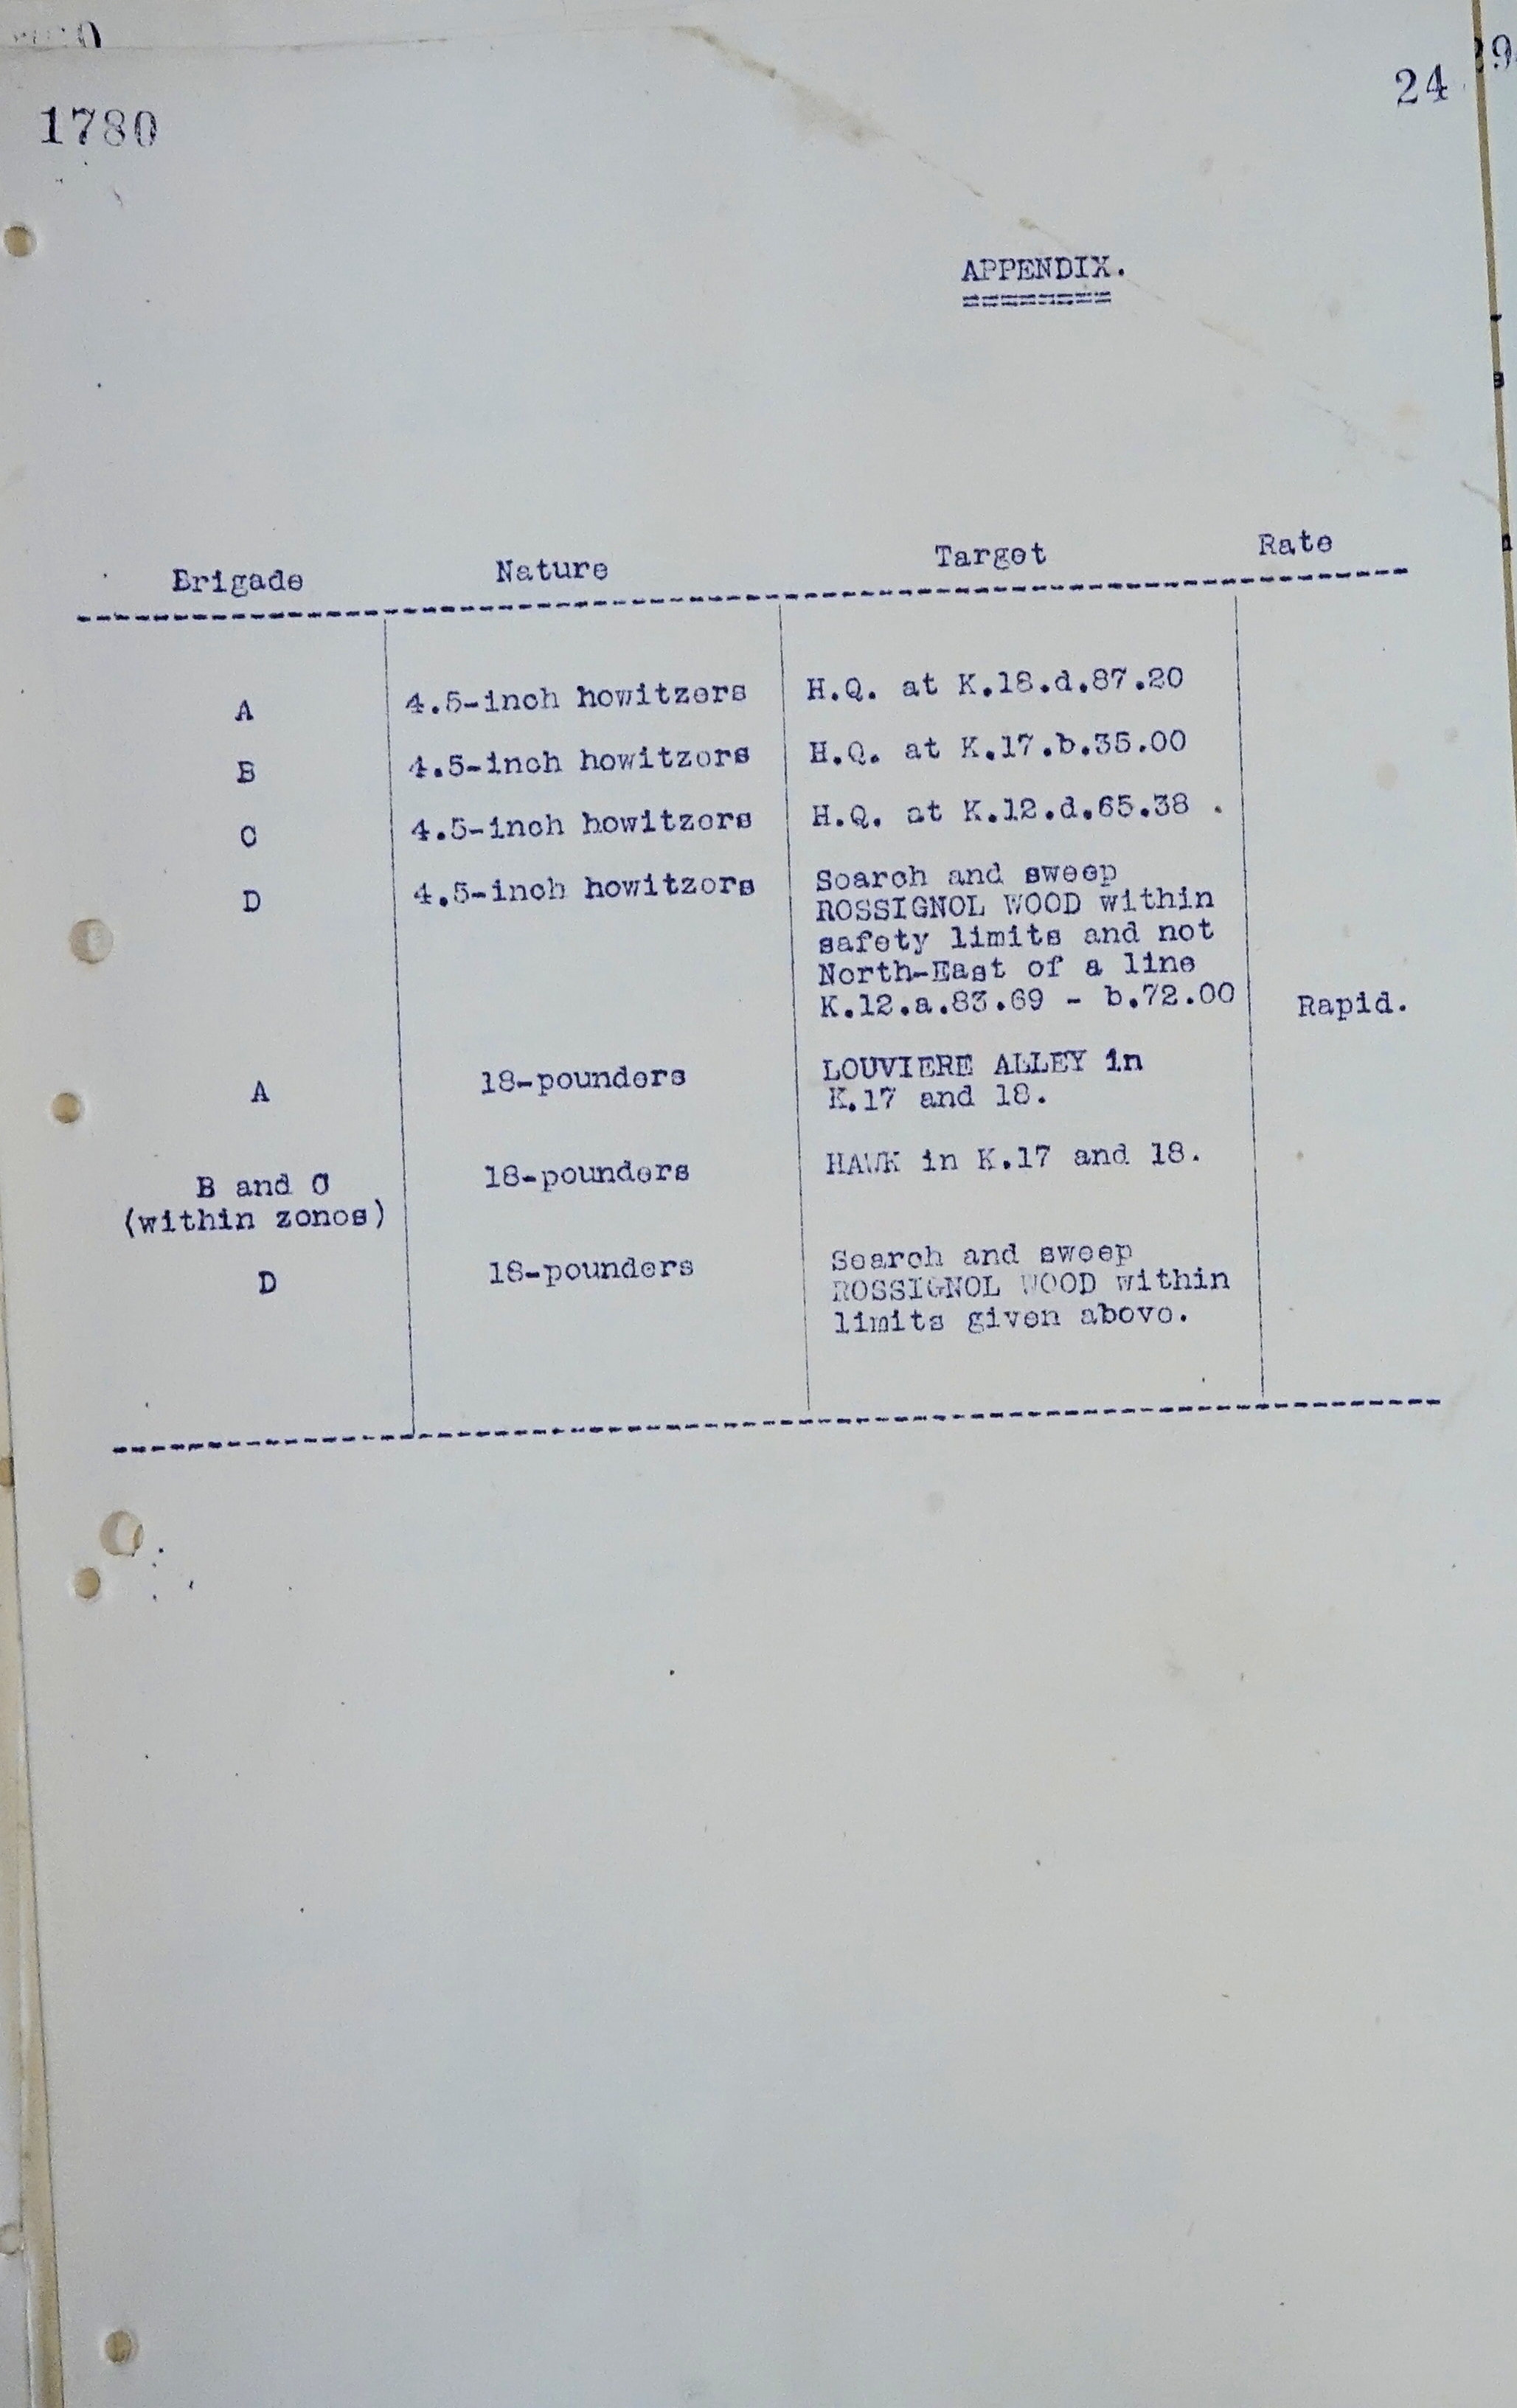 1780
24
APPENDIX.
Brigade Nature Target Rate
A 4.5-inch howitzers H.Q. at K.18.d.87.20
B 4.5-inch howitzers H.Q. at K.17.b.35.00
C 4.5-inch howitzers H.Q. at K.12.d.65.38 .
D 4.5-inch howitzers Search and sweep
ROSSIGNOL WOOD within
safety limits and not
North-East of a line
K.12.a.83.69 - b.72.00 Rapid.
A 18-pounders LOUVIERE ALLEY in
K.17 and 18.
B and C 18-pounders HAWK in K.17 and 18.
(within zones)
D 18-pounders Search and sweep
ROSSIGNOL WOOD within
limits given above.